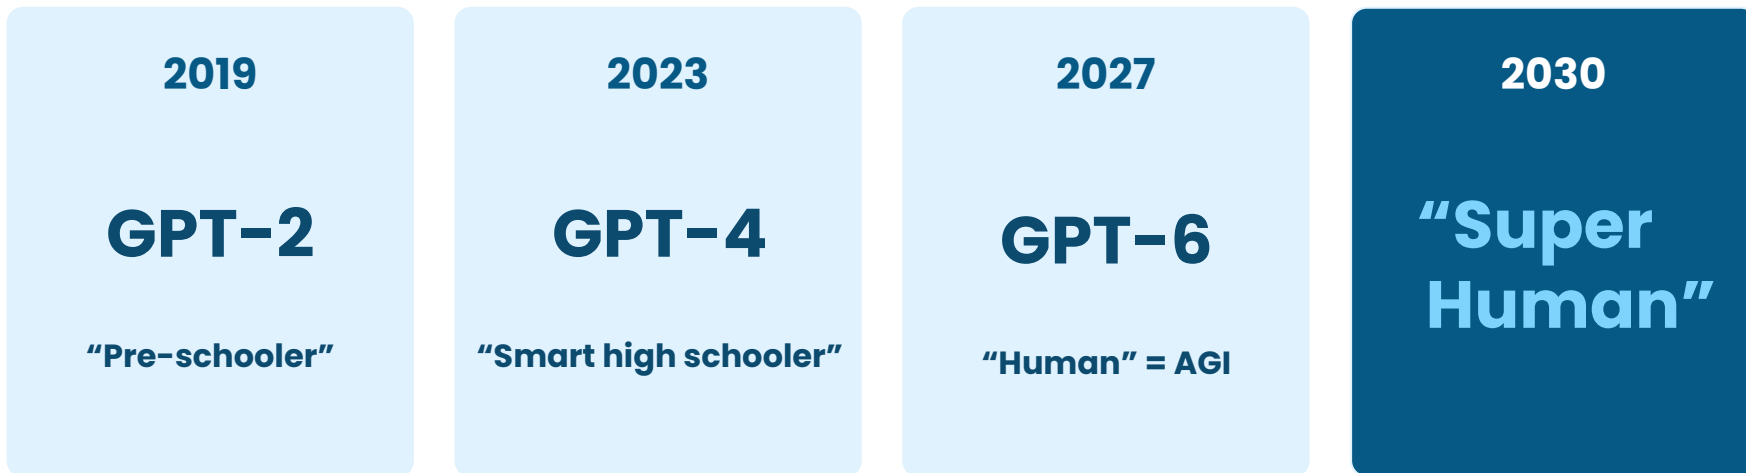 2019
GPT-2
“Pre-schooler”
2023
GPT-4
“Smart high schooler”
2027
GPT-6
“Human” = AGI
2030
“Super
Human”